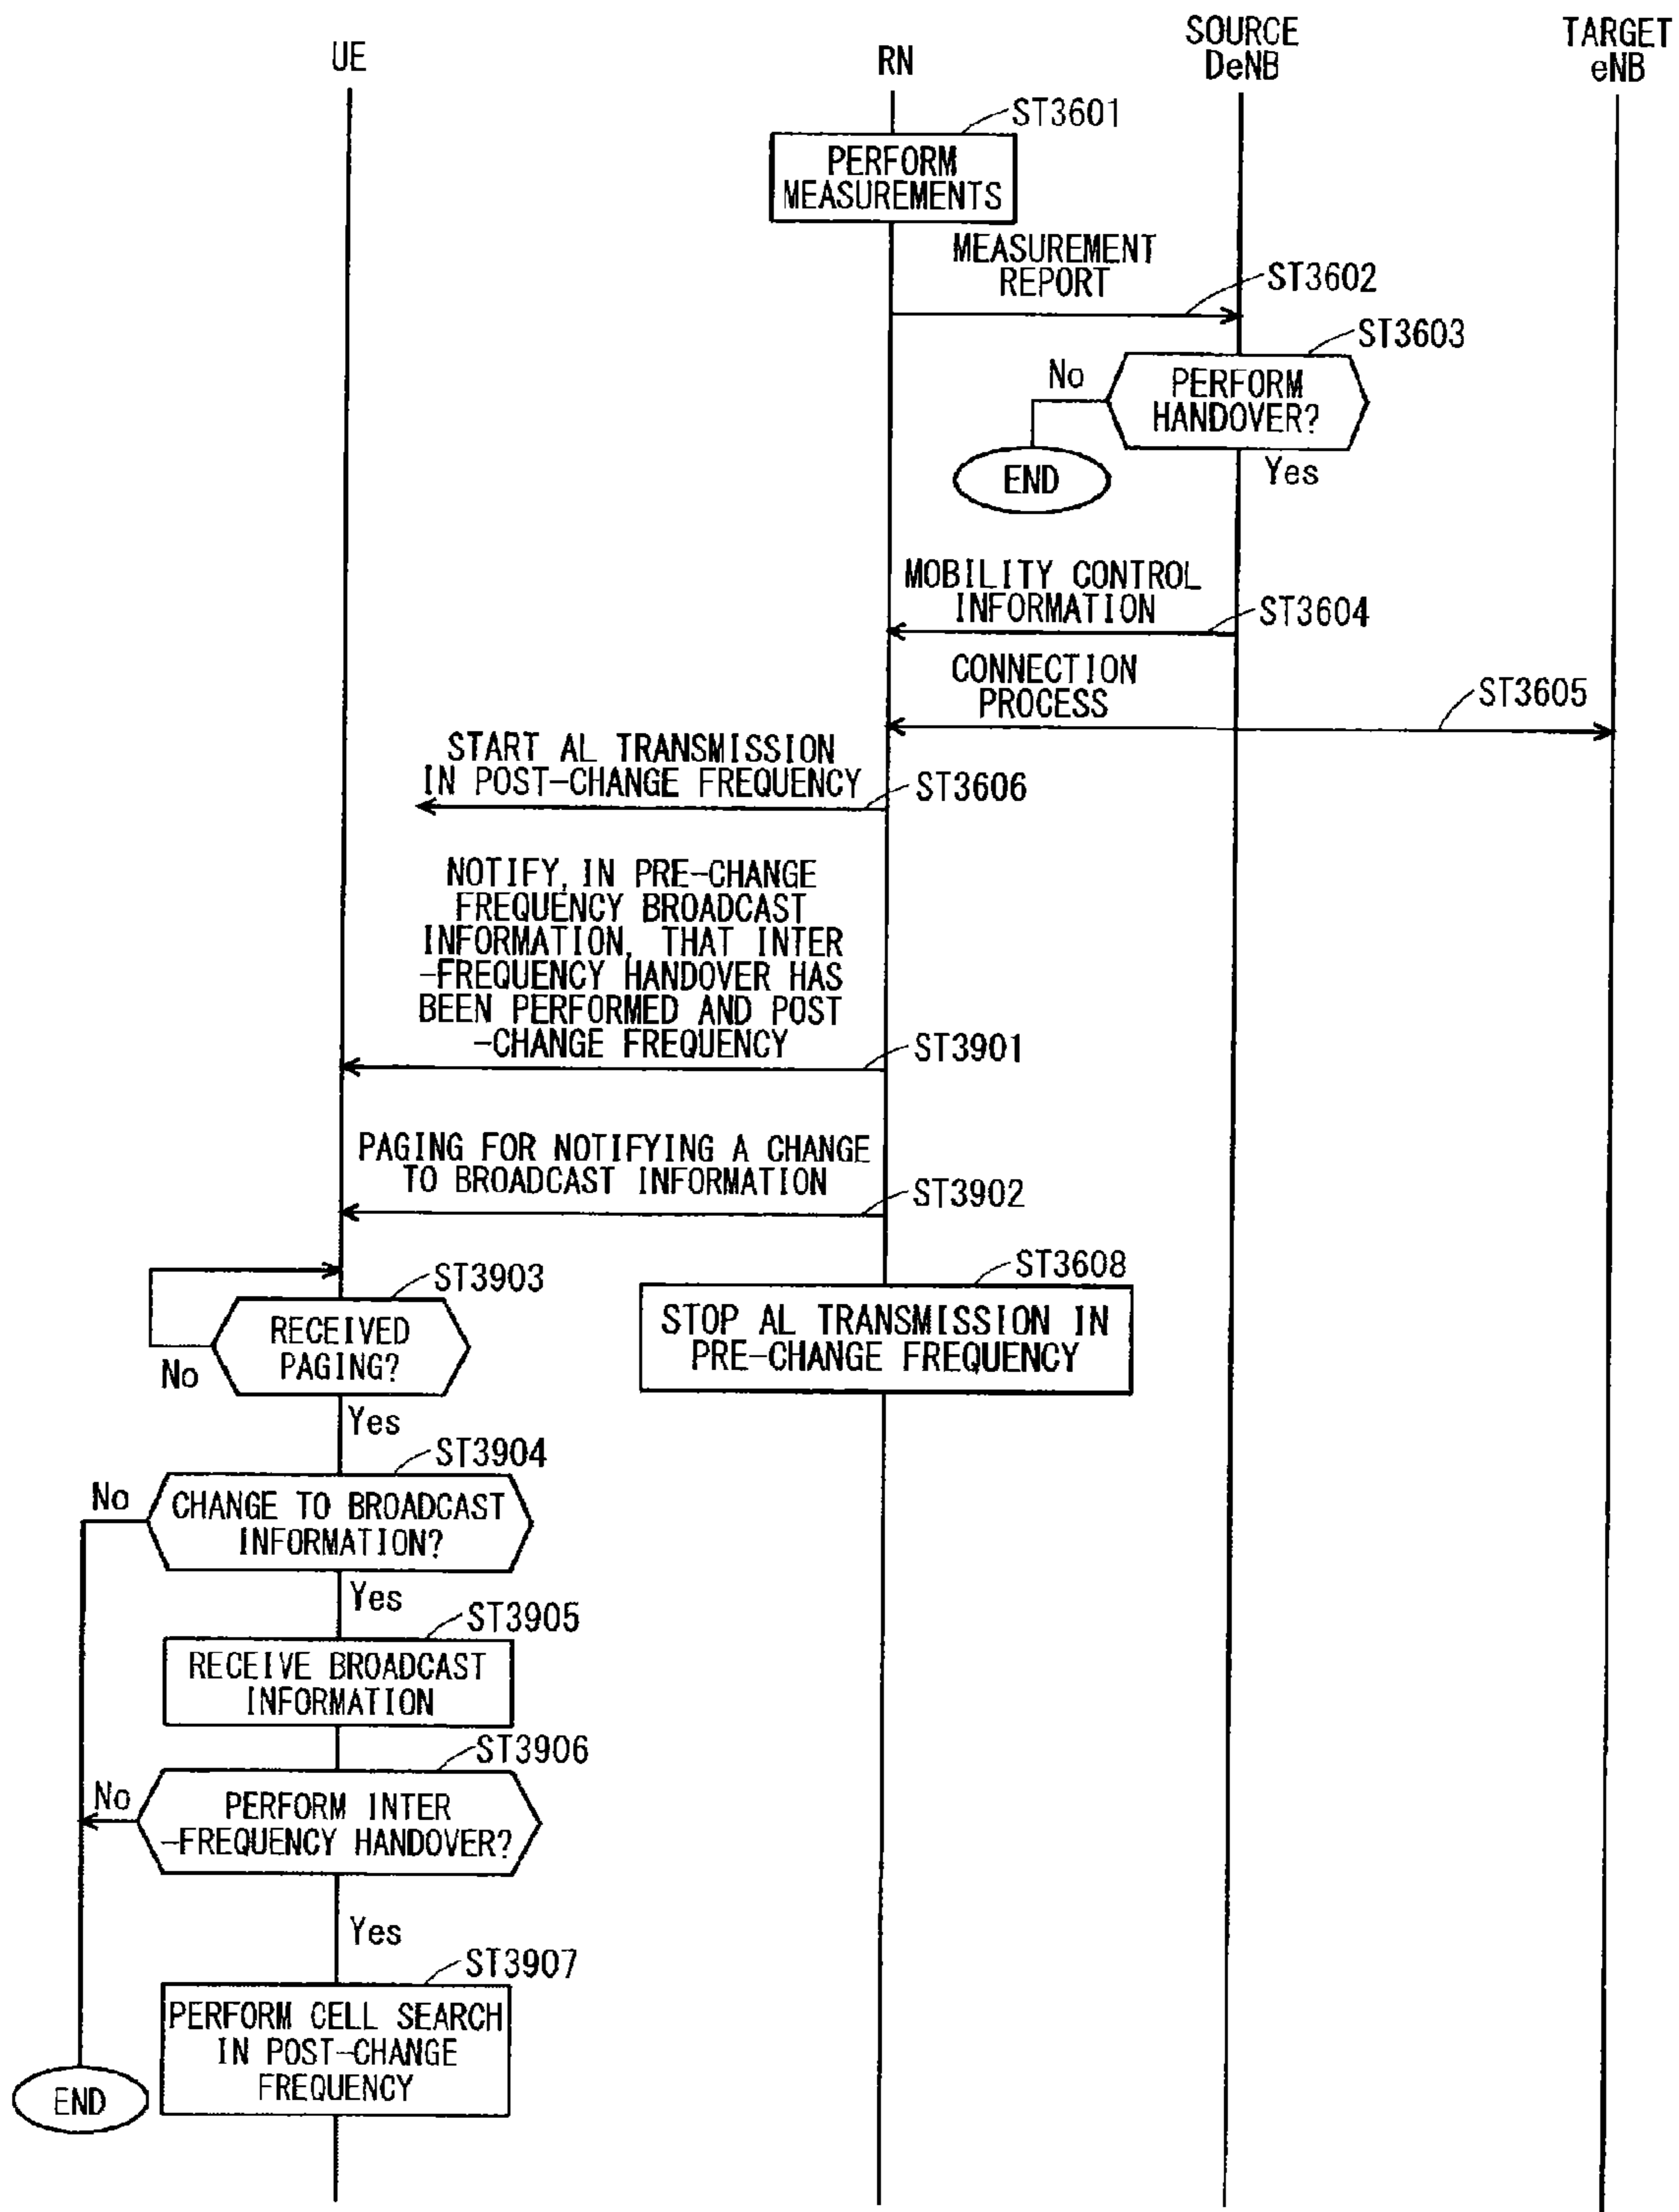 UE
RN
SOURCE
DeNB
TARGET
eNB
ST3601
PERFORM
MEASUREMENTS
MEASUREMENT
REPORT
ST3602
ST3603
No
PERFORM
HANDOVER?
END
Yes
MOBILITY CONTROL
INFORMATION
ST3604
CONNECTION
PROCESS
ST3605
START AL TRANSMISSION
IN POST-CHANGE FREQUENCY
ST3606
NOTIFY, IN PRE-CHANGE
FREQUENCY BROADCAST
INFORMATION, THAT INTER
-FREQUENCY HANDOVER HAS
BEEN PERFORMED AND POST
-CHANGE FREQUENCY
ST3901
PAGING FOR NOTIFYING A CHANGE
TO BROADCAST INFORMATION
ST3902
ST3903
ST3608
RECEIVED
PAGING?
No
STOP AL TRANSMISSION IN
PRE-CHANGE FREQUENCY
Yes
ST3904
No
CHANGE TO BROADCAST
INFORMATION?
Yes
ST3905
RECEIVE BROADCAST
INFORMATION
ST3906
No
PERFORM INTER
-FREQUENCY HANDOVER?
Yes
ST3907
PERFORM CELL SEARCH
IN POST-CHANGE
FREQUENCY
END